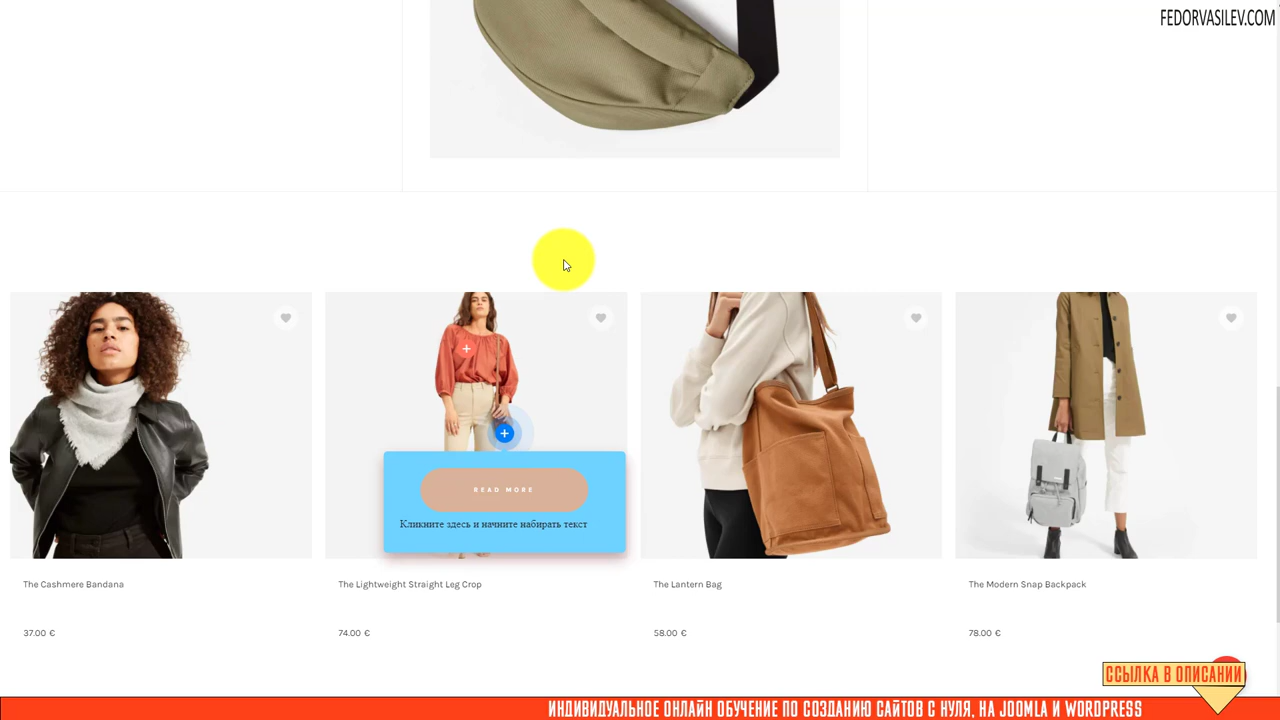 FEDORVASILEV.COM
READ MORE
Кликните здесь и начните набирать текст
The Cashmere Bandana
The Lightweight Straight Leg Crop
The Lantern Bag
The Modern Snap Backpack
37.00 €
74.00 €
58.00 €
78.00 €
ССЫЛКА В ОПИСАНИИ
ИНДИВИДУАЛЬНОЕ ОНЛАЙН ОБУЧЕНИЕ ПО СОЗДАНИЮ САЙТОВ С НУЛЯ, НА JOOMLA И WORDPRESS